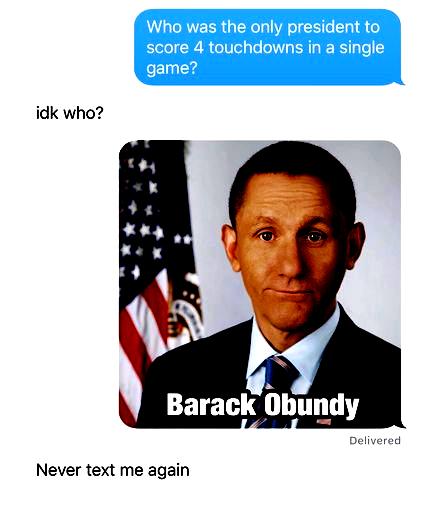 Who was the only president to
score 4 touchdowns in a single
game?
idk who?
Barack Obundy
Delivered
Never text me again